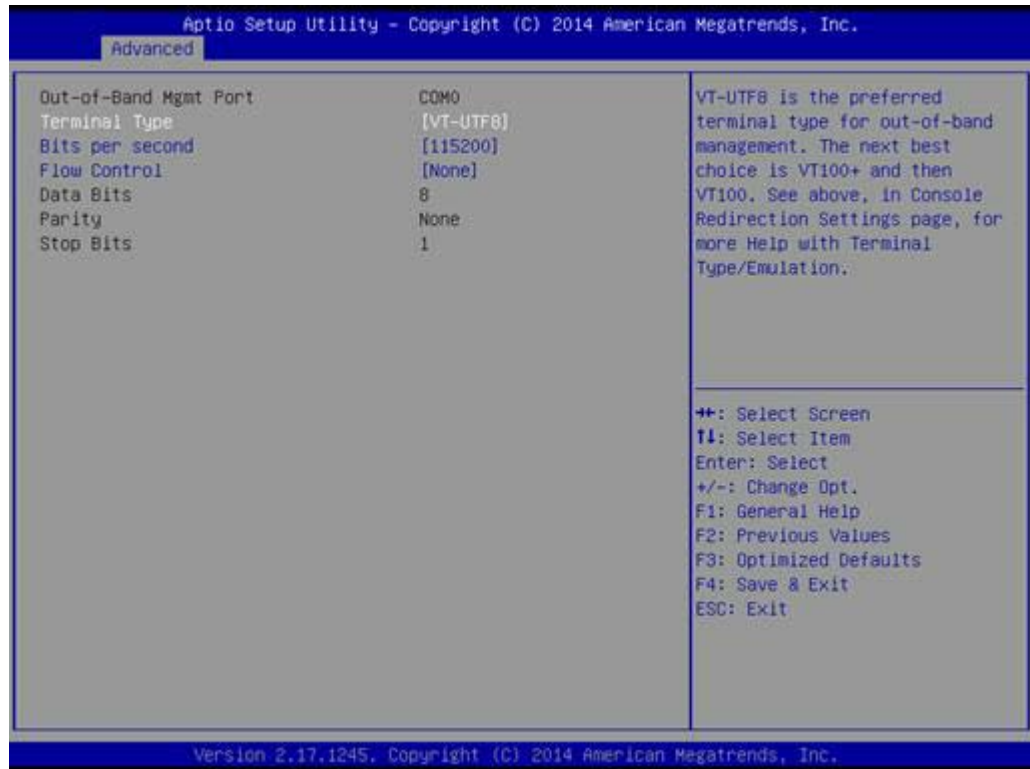 Aptio Setup Utility – Copyright (C) 2014 American Megatrends, Inc.
Advanced
Out-of-Band Mgmt Port COM0
Terminal Type [VT-UTF8]
Bits per second [115200]
Flow Control [None]
Data Bits 8
Parity None
Stop Bits 1
VT-UTF8 is the preferred
terminal type for out-of-band
management. The next best
choice is VT100+ and then
VT100. See above, in Console
Redirection Settings page, for
more Help with Terminal
Type/Emulation.
→←: Select Screen
↑↓: Select Item
Enter: Select
+/-: Change Opt.
F1: General Help
F2: Previous Values
F3: Optimized Defaults
F4: Save & Exit
ESC: Exit
Version 2.17.1245. Copyright (C) 2014 American Megatrends, Inc.